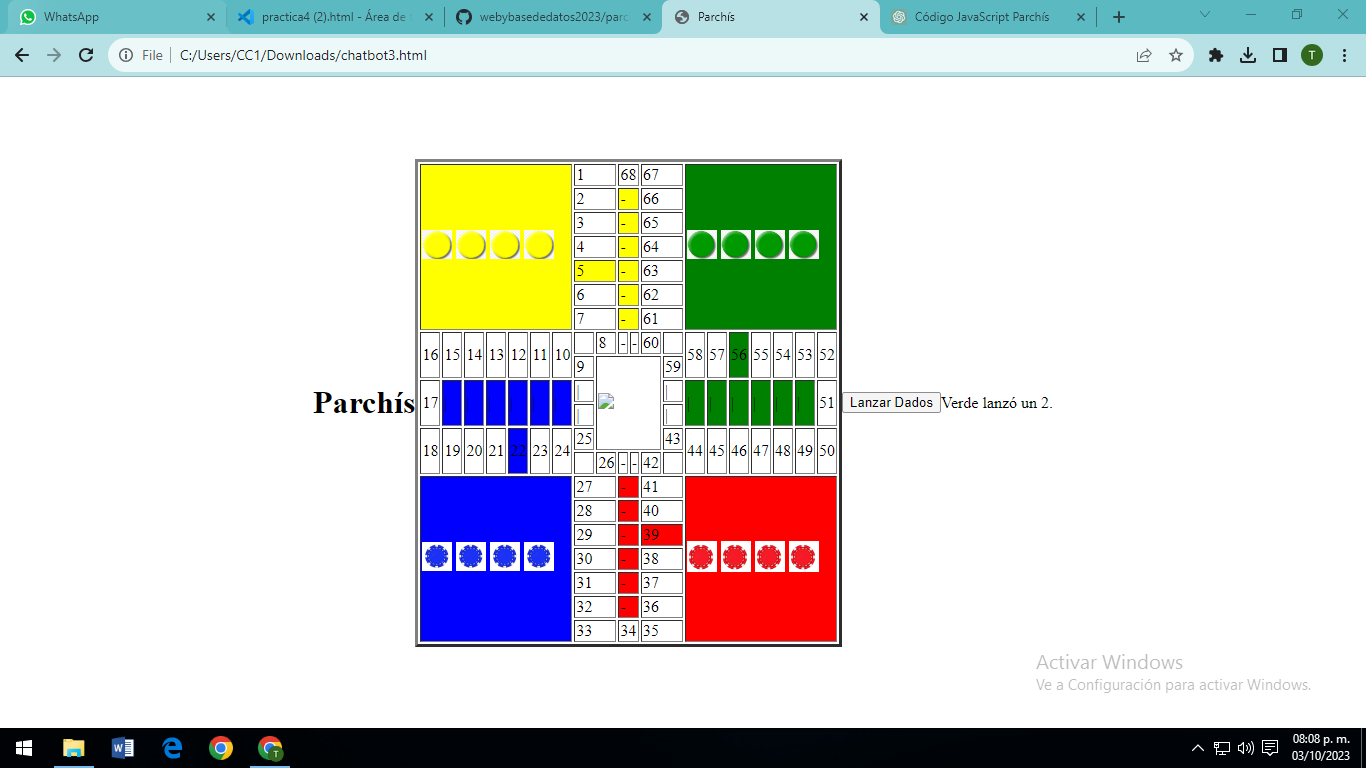 WhatsApp
practica4 (2).html - Área de
webybasededatos2023/parc
Parchís
Código JavaScript Parchís
File
C:/Users/CC1/Downloads/chatbot3.html
T
1 68 67
2 - 66
3 - 65
4 - 64
5 - 63
6 - 62
7 - 61
16 15 14 13 12 11 10 8 - - 60 58 57 56 55 54 53 52
9 59
Parchís 17 | | | | | | | | 51 Lanzar Dados Verde lanzó un 2.
| |
18 19 20 21 22 23 24 25 43 44 45 46 47 48 49 50
26 - - 42
27 - 41
28 - 40
29 - 39
30 - 38
31 - 37
32 - 36
33 34 35
Activar Windows
Ve a Configuración para activar Windows.
T
08:08 p. m.
03/10/2023